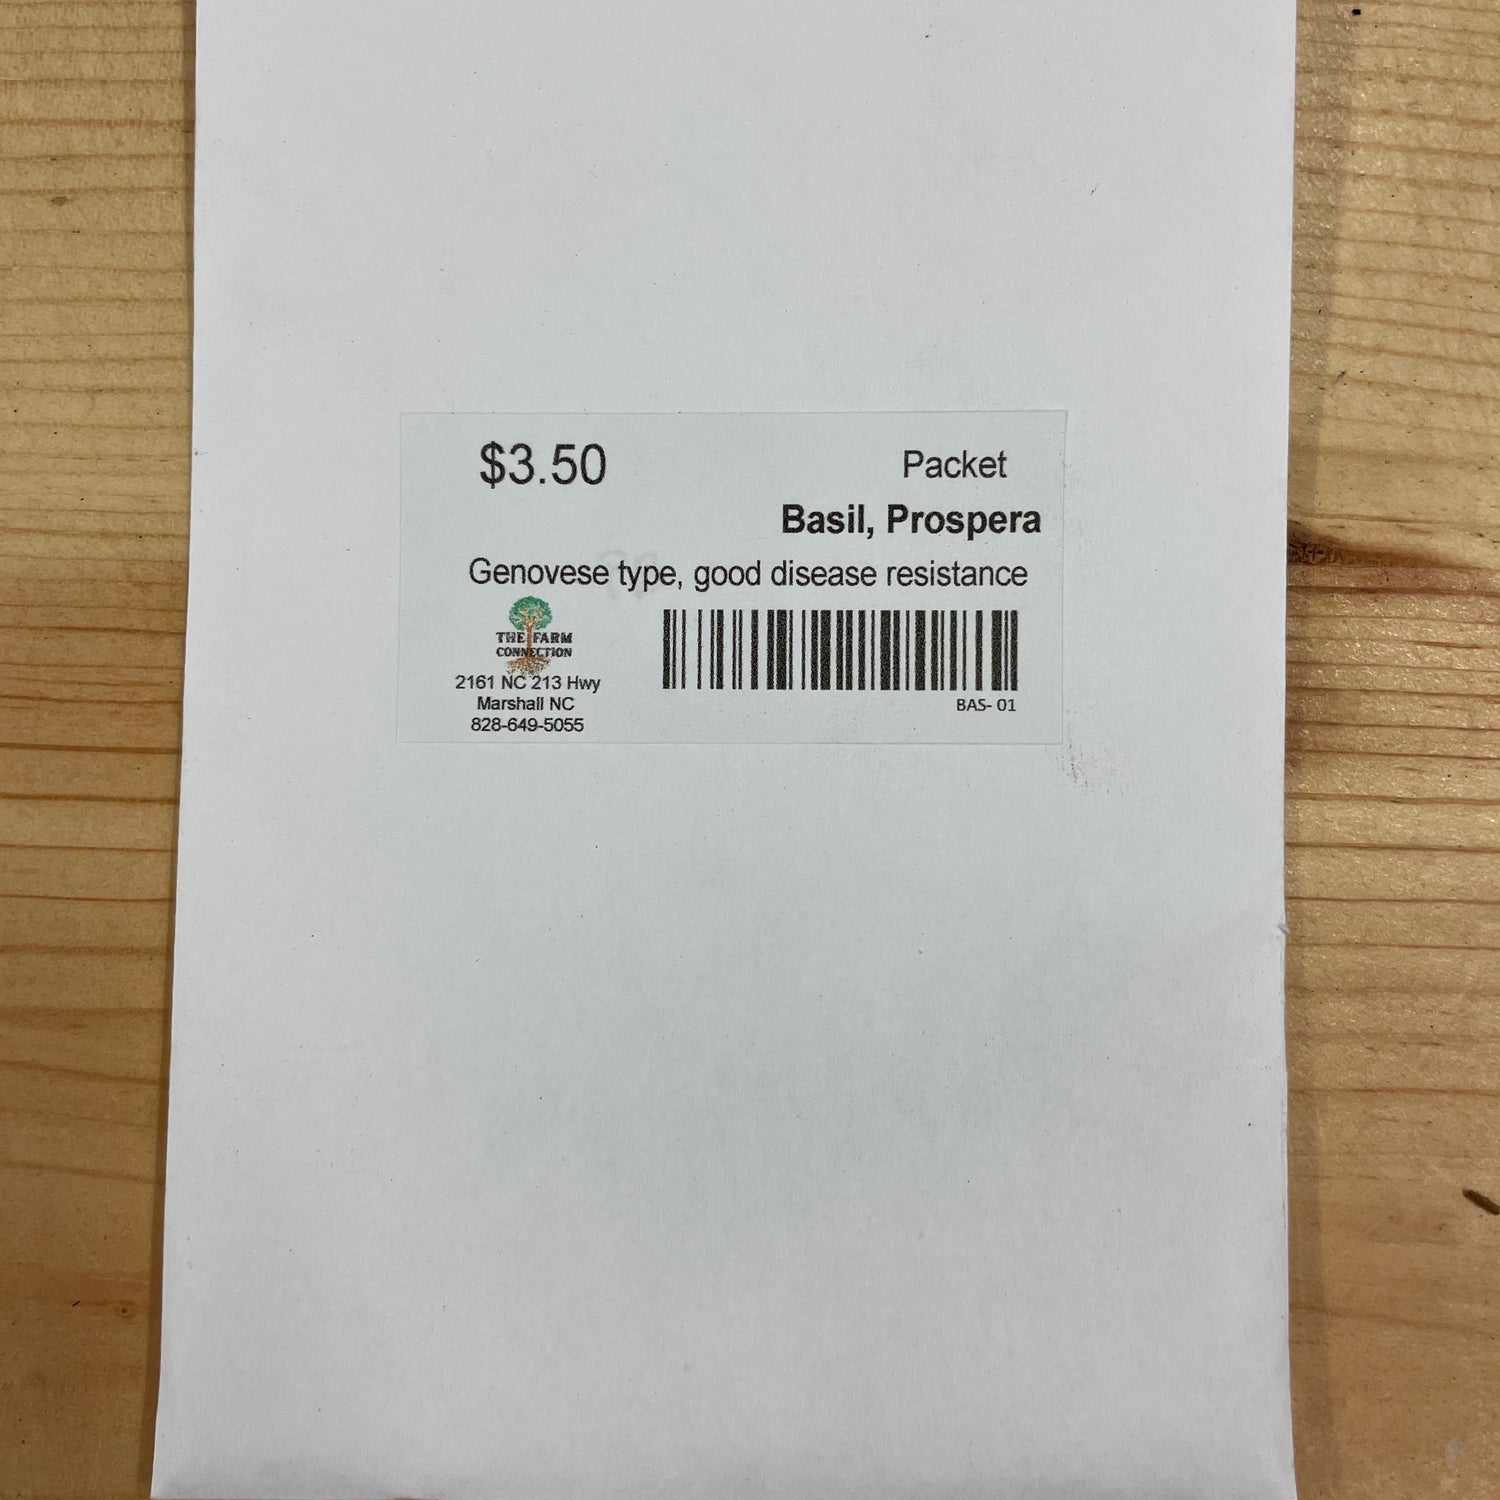 $3.50 Packet
Basil, Prospera
Genovese type, good disease resistance
THE FARM
CONNECTION
2161 NC 213 Hwy
Marshall NC
828-649-5055
BAS- 01